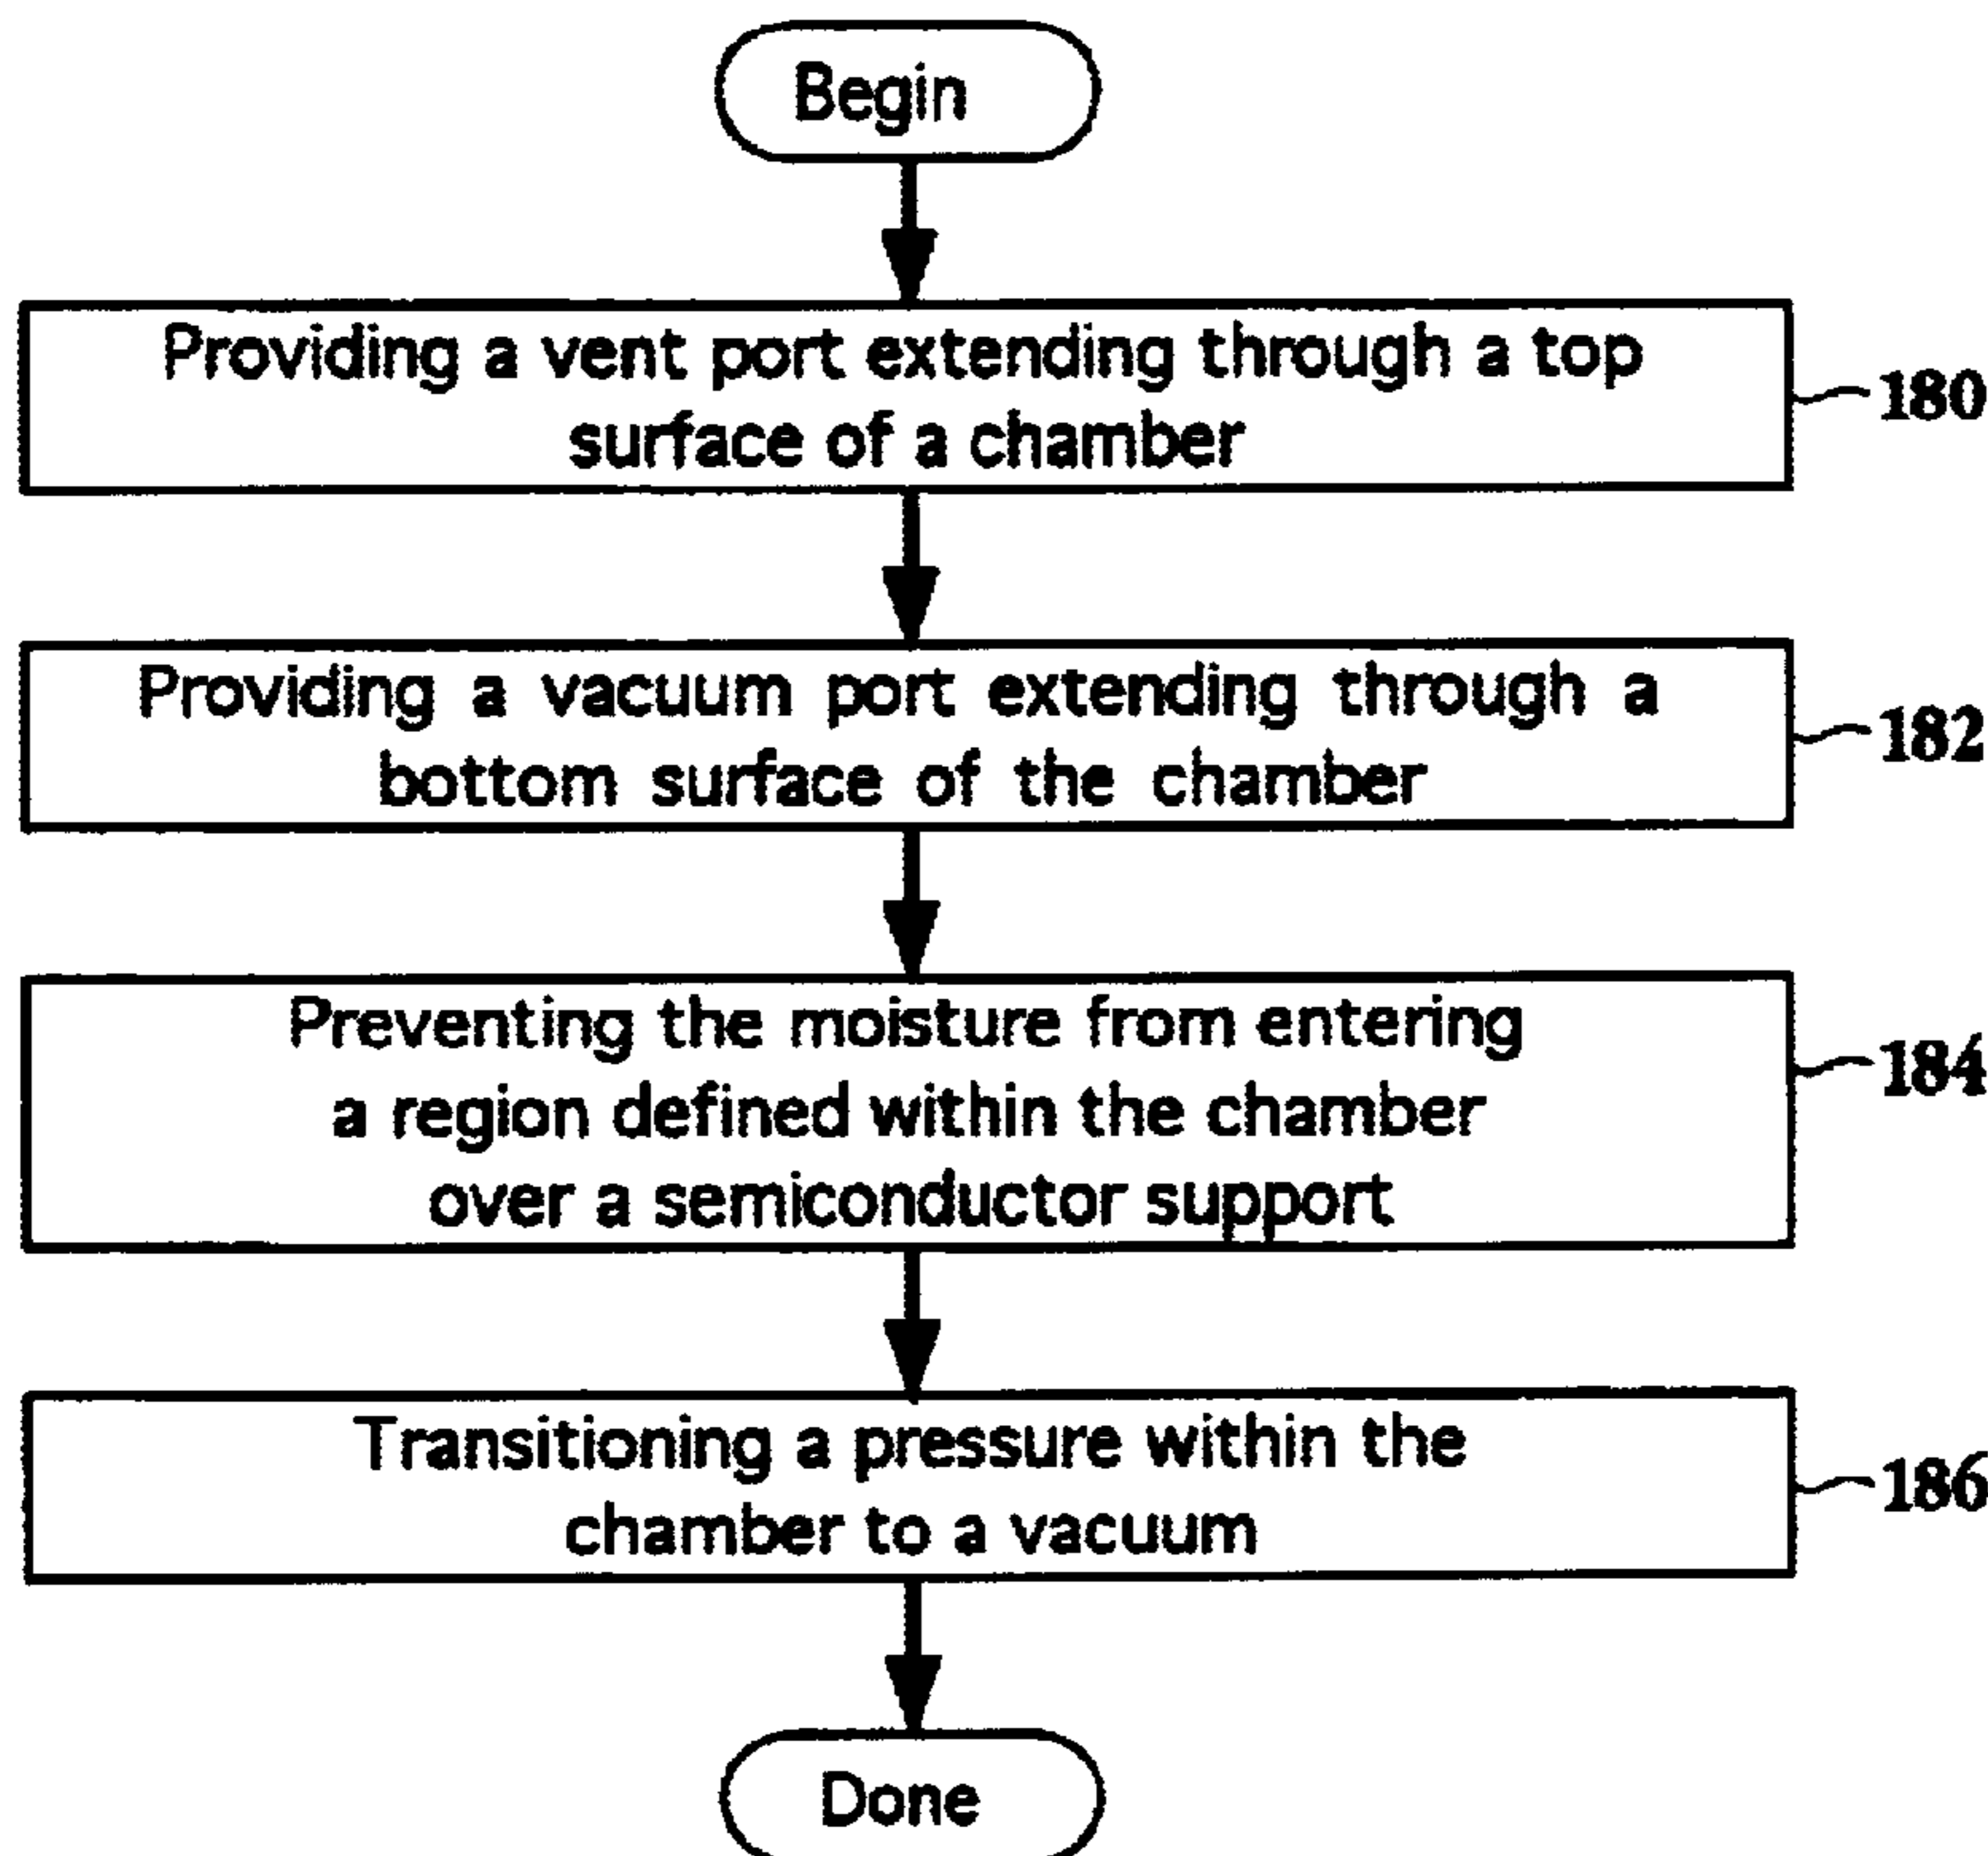 Begin
Providing a vent port extending through a top
surface of a chamber
180
Providing a vacuum port extending through a
bottom surface of the chamber
182
Preventing the moisture from entering
a region defined within the chamber
over a semiconductor support
184
Transitioning a pressure within the
chamber to a vacuum
186
Done